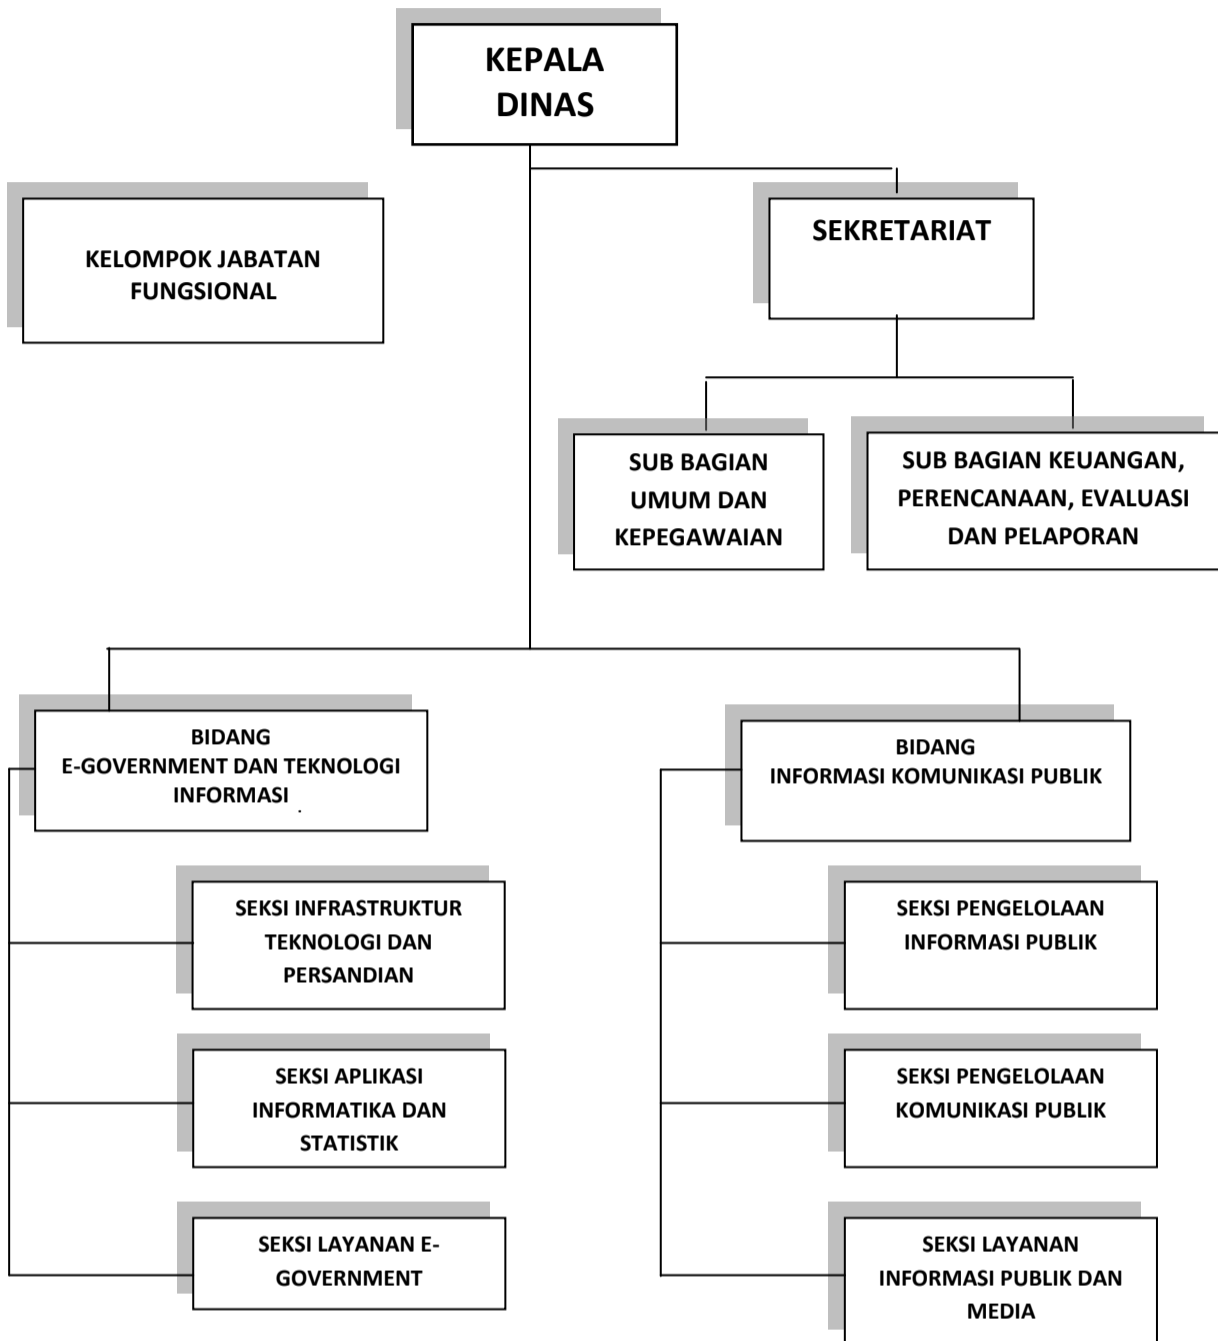 KEPALA
DINAS
KELOMPOK JABATAN
FUNGSIONAL
SEKRETARIAT
SUB BAGIAN
UMUM DAN
KEPEGAWAIAN
SUB BAGIAN KEUANGAN,
PERENCANAAN, EVALUASI
DAN PELAPORAN
BIDANG
E-GOVERNMENT DAN TEKNOLOGI
INFORMASI .
BIDANG
INFORMASI KOMUNIKASI PUBLIK
SEKSI INFRASTRUKTUR
TEKNOLOGI DAN
PERSANDIAN
SEKSI PENGELOLAAN
INFORMASI PUBLIK
SEKSI APLIKASI
INFORMATIKA DAN
STATISTIK
SEKSI PENGELOLAAN
KOMUNIKASI PUBLIK
SEKSI LAYANAN E-
GOVERNMENT
SEKSI LAYANAN
INFORMASI PUBLIK DAN
MEDIA